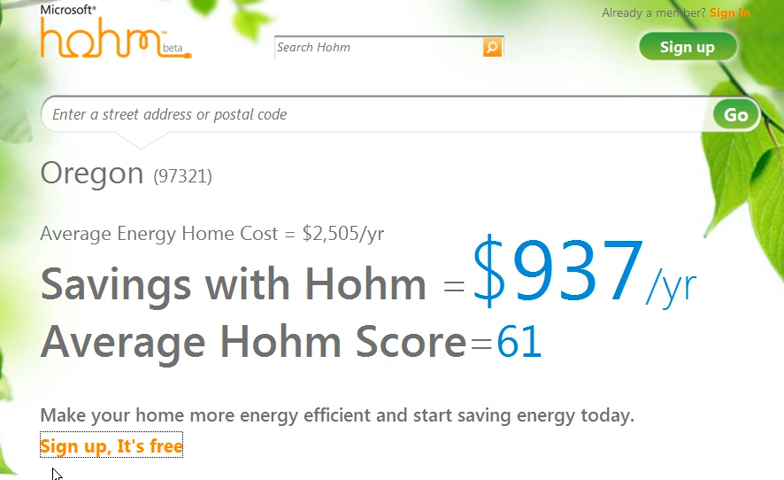 Microsoft®
Already a member? Sign in
hohm™ beta
Search Hohm
Sign up
Enter a street address or postal code
Go
Oregon (97321)
Average Energy Home Cost = $2,505/yr
Savings with Hohm = $937/yr
Average Hohm Score=61
Make your home more energy efficient and start saving energy today.
Sign up, It's free